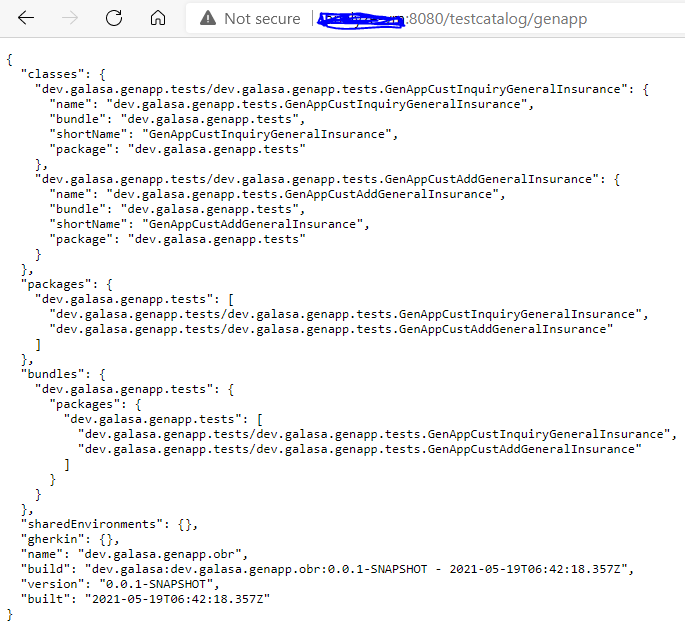 Not secure | :8080/testcatalog/genapp
{
  "classes": {
    "dev.galasa.genapp.tests/dev.galasa.genapp.tests.GenAppCustInquiryGeneralInsurance": {
      "name": "dev.galasa.genapp.tests.GenAppCustInquiryGeneralInsurance",
      "bundle": "dev.galasa.genapp.tests",
      "shortName": "GenAppCustInquiryGeneralInsurance",
      "package": "dev.galasa.genapp.tests"
    },
    "dev.galasa.genapp.tests/dev.galasa.genapp.tests.GenAppCustAddGeneralInsurance": {
      "name": "dev.galasa.genapp.tests.GenAppCustAddGeneralInsurance",
      "bundle": "dev.galasa.genapp.tests",
      "shortName": "GenAppCustAddGeneralInsurance",
      "package": "dev.galasa.genapp.tests"
    }
  },
  "packages": {
    "dev.galasa.genapp.tests": [
      "dev.galasa.genapp.tests/dev.galasa.genapp.tests.GenAppCustInquiryGeneralInsurance",
      "dev.galasa.genapp.tests/dev.galasa.genapp.tests.GenAppCustAddGeneralInsurance"
    ]
  },
  "bundles": {
    "dev.galasa.genapp.tests": {
      "packages": {
        "dev.galasa.genapp.tests": [
          "dev.galasa.genapp.tests/dev.galasa.genapp.tests.GenAppCustInquiryGeneralInsurance",
          "dev.galasa.genapp.tests/dev.galasa.genapp.tests.GenAppCustAddGeneralInsurance"
        ]
      }
    }
  },
  "sharedEnvironments": {},
  "gherkin": {},
  "name": "dev.galasa.genapp.obr",
  "build": "dev.galasa:dev.galasa.genapp.obr:0.0.1-SNAPSHOT - 2021-05-19T06:42:18.357Z",
  "version": "0.0.1-SNAPSHOT",
  "built": "2021-05-19T06:42:18.357Z"
}